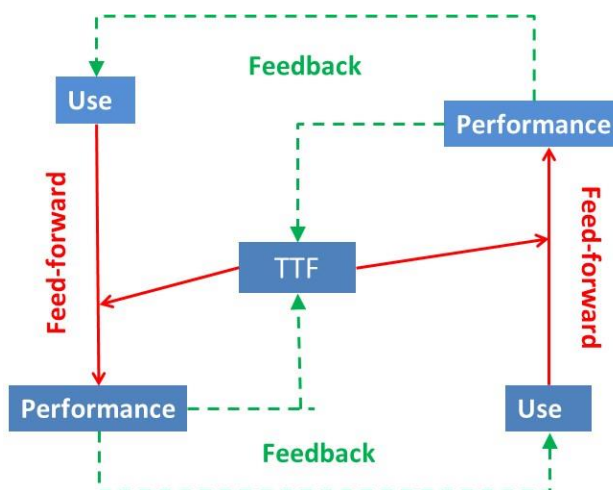 Feedback
Use
Performance
Feed-forward
Feed-forward
TTF
Performance
Use
Feedback